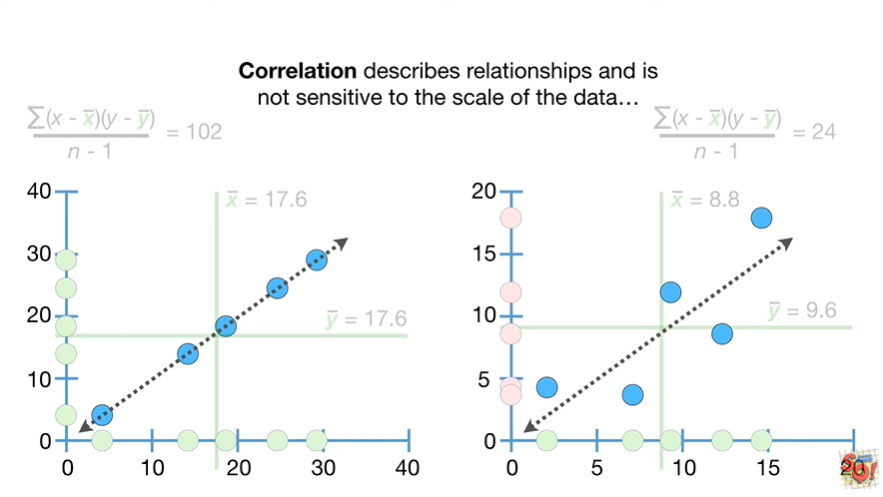 Correlation describes relationships and is
not sensitive to the scale of the data…
∑(x - x̄)(y - ȳ)
n - 1
= 102
∑(x - x̄)(y - ȳ)
n - 1
= 24
40
30
20
10
0
x̄ = 17.6
ȳ = 17.6
0 10 20 30 40
20
15
10
5
0
x̄ = 8.8
ȳ = 9.6
0 5 10 15
SQ!